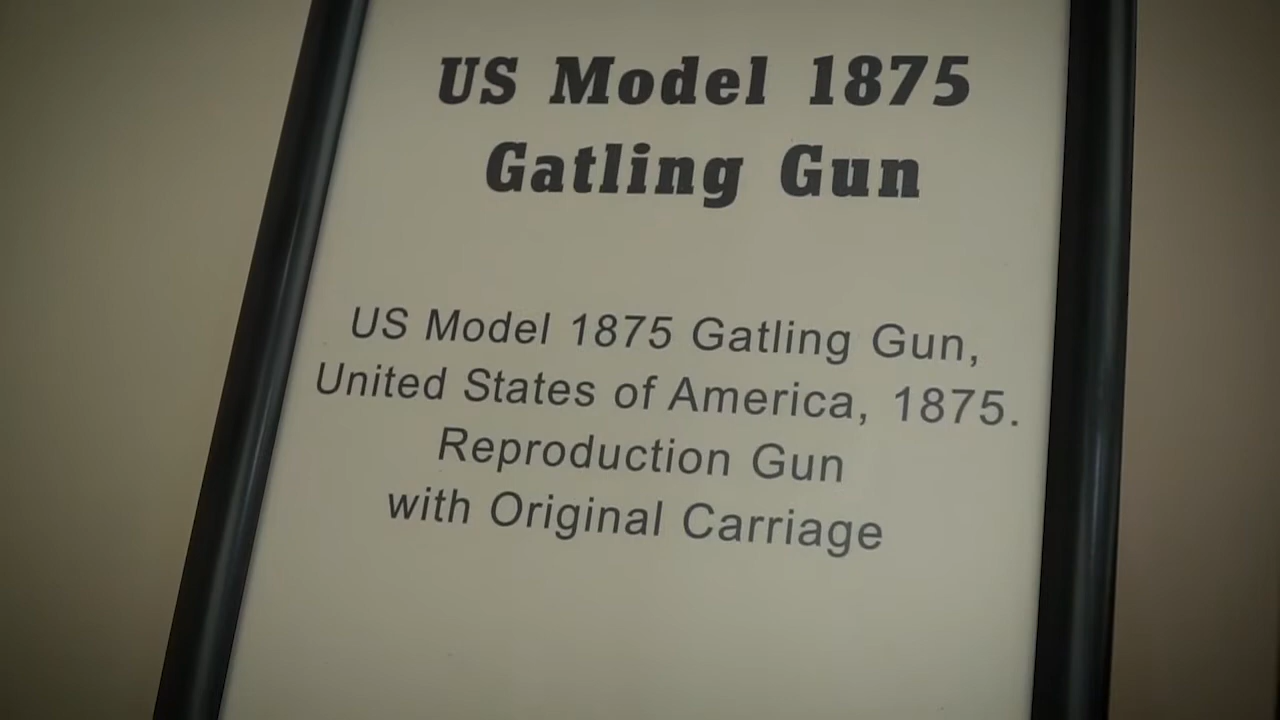 US Model 1875
Gatling Gun
US Model 1875 Gatling Gun,
United States of America, 1875.
Reproduction Gun
with Original Carriage